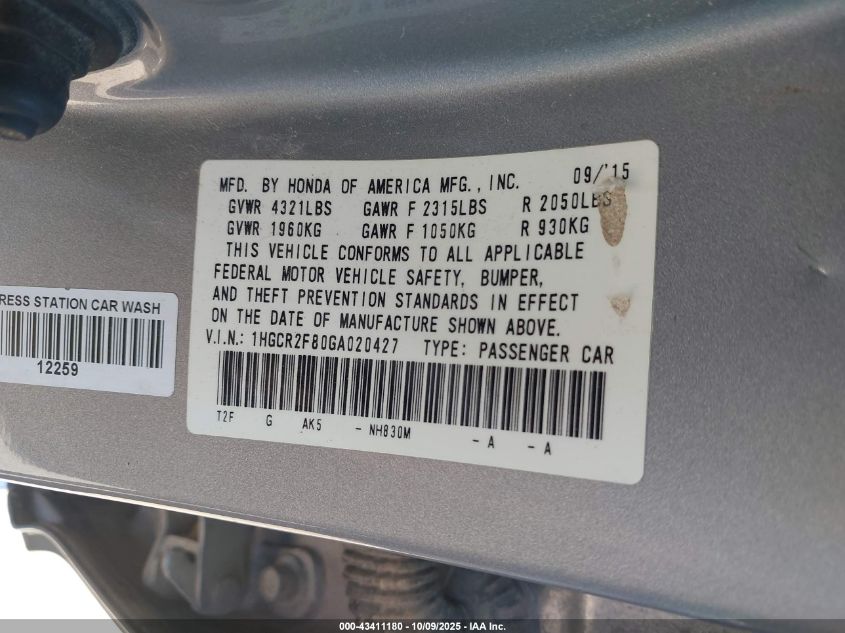 MFD. BY HONDA OF AMERICA MFG., INC. 09/'15
GVWR 4321LBS GAWR F 2315LBS R 2050LBS
GVWR 1960KG GAWR F 1050KG R 930KG
THIS VEHICLE CONFORMS TO ALL APPLICABLE
FEDERAL MOTOR VEHICLE SAFETY, BUMPER,
AND THEFT PREVENTION STANDARDS IN EFFECT
ON THE DATE OF MANUFACTURE SHOWN ABOVE.
V.I.N.: 1HGCR2F80GA020427 TYPE: PASSENGER CAR
T2F G AK5 - NH830M - A - A
RESS STATION CAR WASH
12259
000-43411180 - 10/09/2025 - IAA Inc.